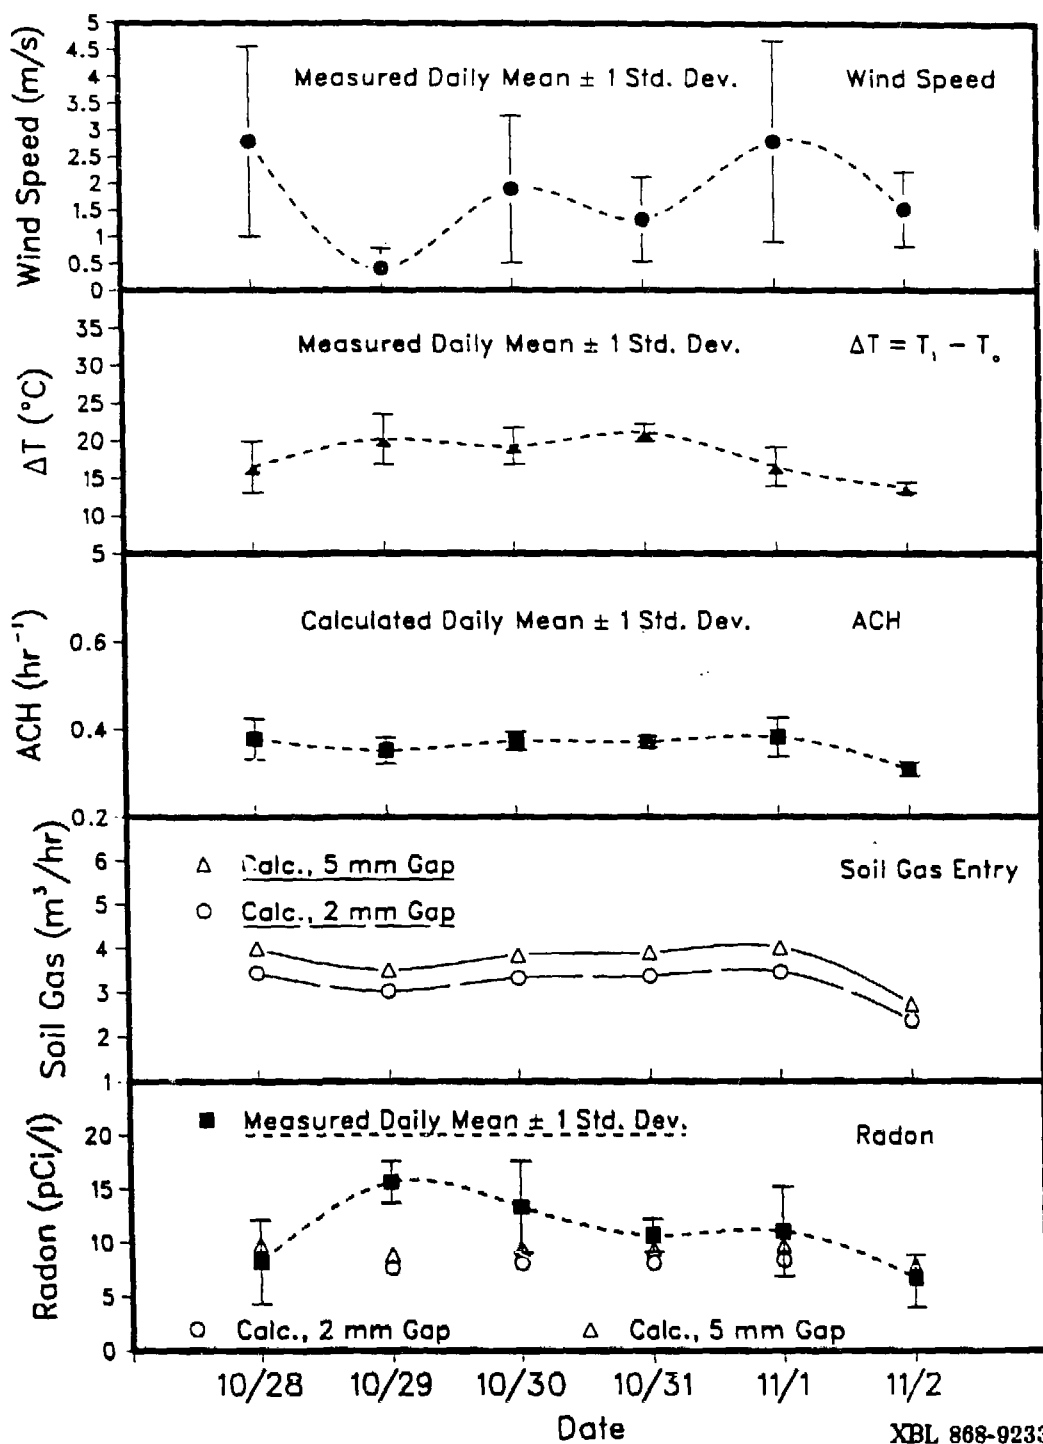 Wind Speed (m/s)
5
4.5
4
3.5
3
2.5
2
1.5
1
0.5
0
Measured Daily Mean ± 1 Std. Dev.
Wind Speed
ΔT (°C)
35
30
25
20
15
10
5
Measured Daily Mean ± 1 Std. Dev.
ΔT = Tᵢ − Tₒ
ACH (hr⁻¹)
0.6
0.4
0.2
Calculated Daily Mean ± 1 Std. Dev.
ACH
Soil Gas (m³/hr)
6
5
4
3
2
1
Calc., 5 mm Gap
Calc., 2 mm Gap
Soil Gas Entry
Radon (pCi/l)
20
15
10
5
0
Measured Daily Mean ± 1 Std. Dev.
Radon
Calc., 2 mm Gap
Calc., 5 mm Gap
10/28 10/29 10/30 10/31 11/1 11/2
Date
XBL 868-9233